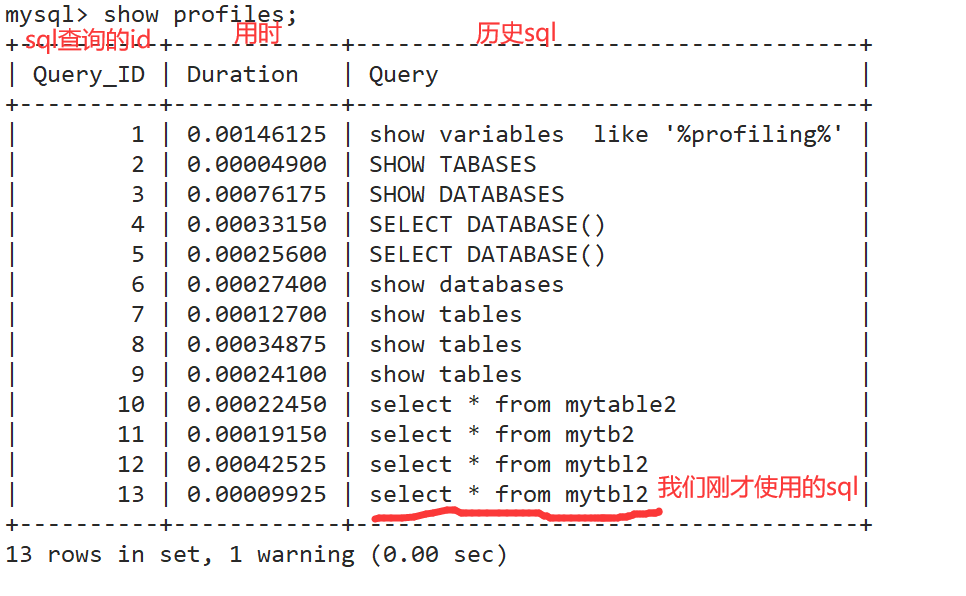 mysql> show profiles;
sql查询的id 用时 历史sql
+----------+------------+-----------------------------------+
| Query_ID | Duration | Query |
+----------+------------+-----------------------------------+
| 1 | 0.00146125 | show variables  like '%profiling%' |
| 2 | 0.00004900 | SHOW TABASES |
| 3 | 0.00076175 | SHOW DATABASES |
| 4 | 0.00033150 | SELECT DATABASE() |
| 5 | 0.00025600 | SELECT DATABASE() |
| 6 | 0.00027400 | show databases |
| 7 | 0.00012700 | show tables |
| 8 | 0.00034875 | show tables |
| 9 | 0.00024100 | show tables |
| 10 | 0.00022450 | select * from mytable2 |
| 11 | 0.00019150 | select * from mytb2 |
| 12 | 0.00042525 | select * from mytbl2 |
| 13 | 0.00009925 | select * from mytbl2 | 我们刚才使用的sql
+----------+------------+-----------------------------------+
13 rows in set, 1 warning (0.00 sec)